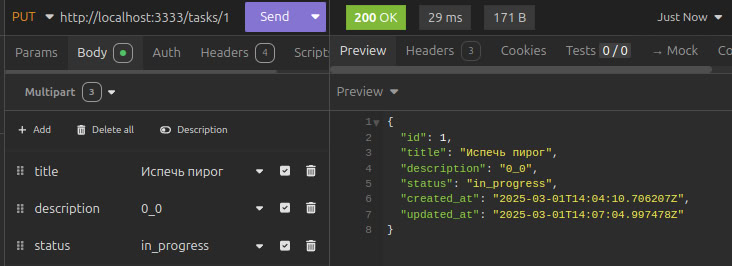 PUT http://localhost:3333/tasks/1 Send
200 OK 29 ms 171 B Just Now
Params Body Auth Headers 4 Scripts
Preview Headers 3 Cookies Tests 0 / 0 → Mock Co
Multipart 3
Preview
+ Add Delete all Description
title Испечь пирог
description 0_0
status in_progress
1 {
2 "id": 1,
3 "title": "Испечь пирог",
4 "description": "0_0",
5 "status": "in_progress",
6 "created_at": "2025-03-01T14:04:10.706207Z",
7 "updated_at": "2025-03-01T14:07:04.997478Z"
8 }